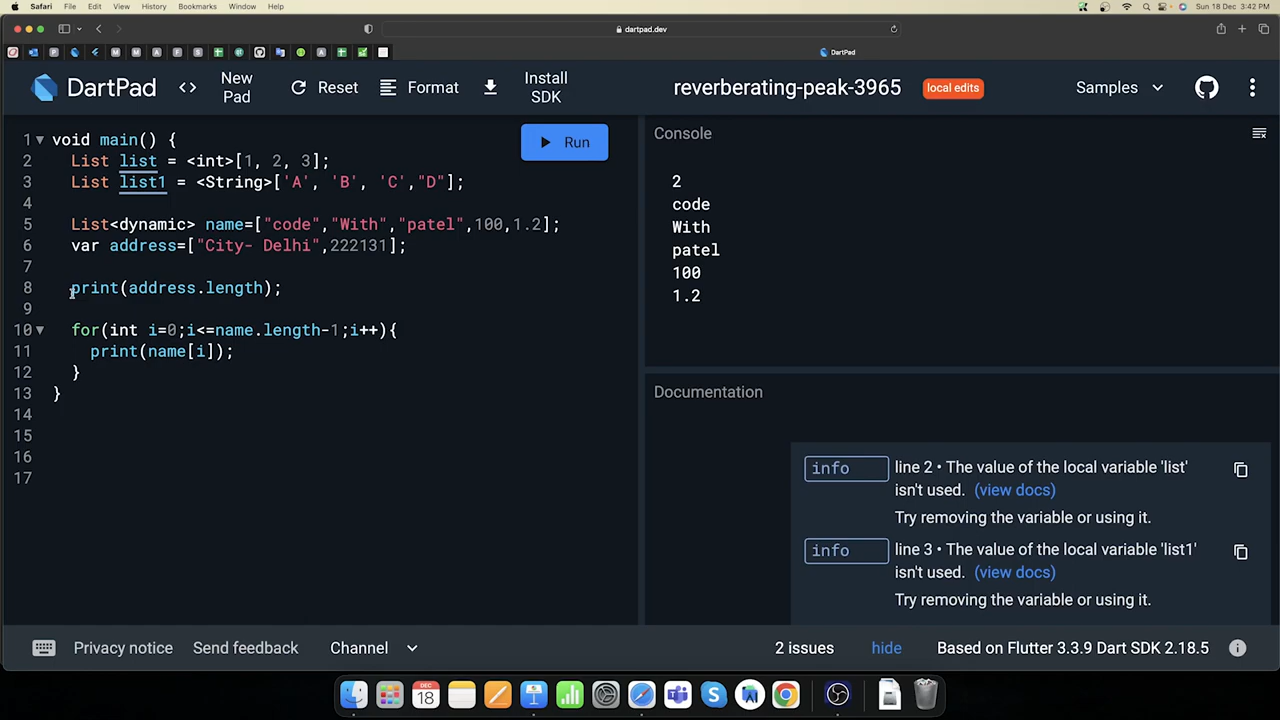 Safari File Edit View History Bookmarks Window Help Sun 18 Dec 3:42 PM
dartpad.dev
DartPad
DartPad <> New Pad Reset Format Install SDK reverberating-peak-3965 local edits Samples
Run
1 void main() {
2 List list = <int>[1, 2, 3];
3 List list1 = <String>['A', 'B', 'C',"D"];
4
5 List<dynamic> name=["code","With","patel",100,1.2];
6 var address=["City- Delhi",222131];
7
8 print(address.length);
9
10 for(int i=0;i<=name.length-1;i++){
11 print(name[i]);
12 }
13 }
14
15
16
17
Console
2
code
With
patel
100
1.2
Documentation
info line 2 • The value of the local variable 'list'
isn't used. (view docs)
Try removing the variable or using it.
info line 3 • The value of the local variable 'list1'
isn't used. (view docs)
Try removing the variable or using it.
Privacy notice Send feedback Channel 2 issues hide Based on Flutter 3.3.9 Dart SDK 2.18.5
DEC
18